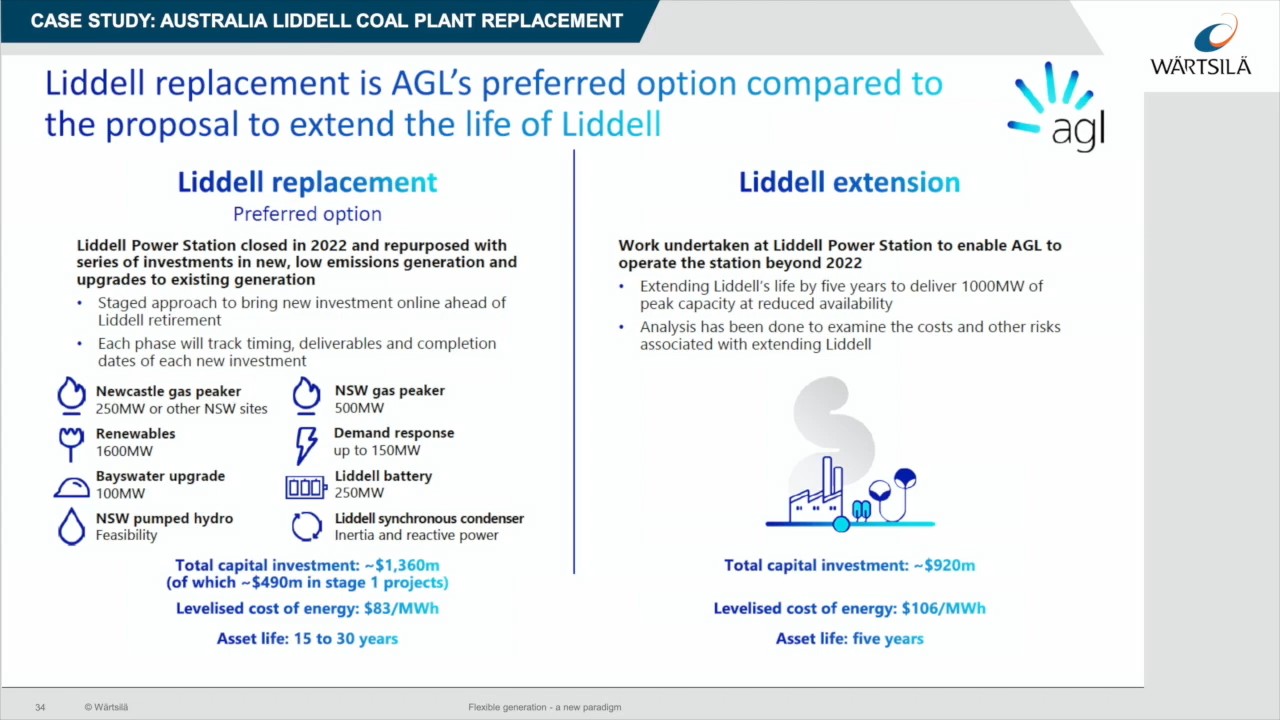 CASE STUDY: AUSTRALIA LIDDELL COAL PLANT REPLACEMENT
WÄRTSILÄ
Liddell replacement is AGL’s preferred option compared to
the proposal to extend the life of Liddell
agl
Liddell replacement
Preferred option
Liddell Power Station closed in 2022 and repurposed with
series of investments in new, low emissions generation and
upgrades to existing generation
• Staged approach to bring new investment online ahead of
Liddell retirement
• Each phase will track timing, deliverables and completion
dates of each new investment
Newcastle gas peaker
250MW or other NSW sites
NSW gas peaker
500MW
Renewables
1600MW
Demand response
up to 150MW
Bayswater upgrade
100MW
Liddell battery
250MW
NSW pumped hydro
Feasibility
Liddell synchronous condenser
Inertia and reactive power
Total capital investment: ~$1,360m
(of which ~$490m in stage 1 projects)
Levelised cost of energy: $83/MWh
Asset life: 15 to 30 years
Liddell extension
Work undertaken at Liddell Power Station to enable AGL to
operate the station beyond 2022
• Extending Liddell’s life by five years to deliver 1000MW of
peak capacity at reduced availability
• Analysis has been done to examine the costs and other risks
associated with extending Liddell
Total capital investment: ~$920m
Levelised cost of energy: $106/MWh
Asset life: five years
34
© Wärtsilä
Flexible generation - a new paradigm